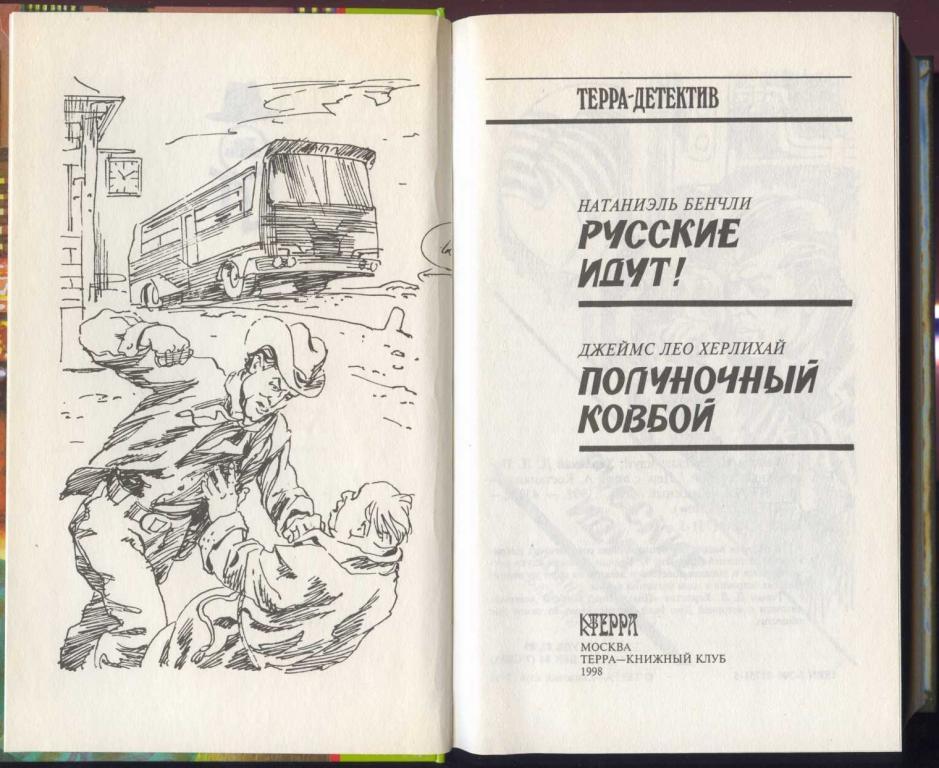 ТЕРРА-ДЕТЕКТИВ
НАТАНИЭЛЬ БЕНЧЛИ
РУССКИЕ
ИДУТ!
ДЖЕЙМС ЛЕО ХЕРЛИХАЙ
ПОЛУНОЧНЫЙ
КОВБОЙ
ТЕРРА
МОСКВА
ТЕРРА—КНИЖНЫЙ КЛУБ
1998